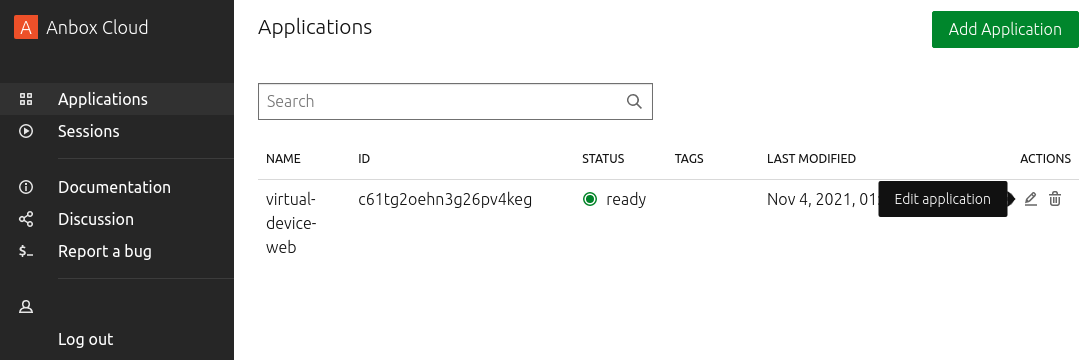 A Anbox Cloud
Applications
Sessions
Documentation
Discussion
$_ Report a bug
Log out
Applications
Add Application
Search
NAME ID STATUS TAGS LAST MODIFIED ACTIONS
virtual- c61tg2oehn3g26pv4keg ready Nov 4, 2021, 01 Edit application
device-
web